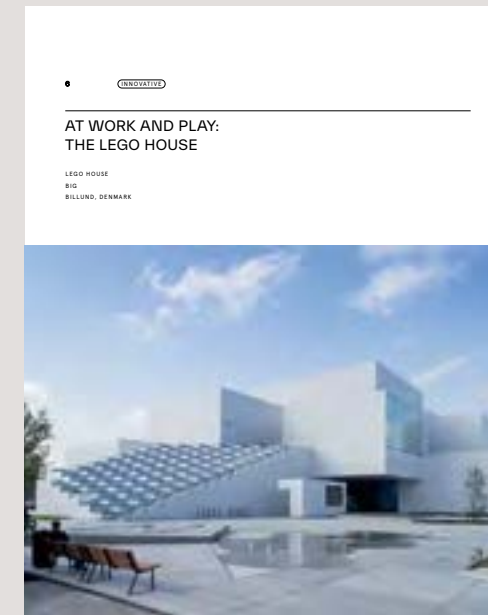 6
INNOVATIVE
AT WORK AND PLAY:
THE LEGO HOUSE
LEGO HOUSE
BIG
BILLUND, DENMARK